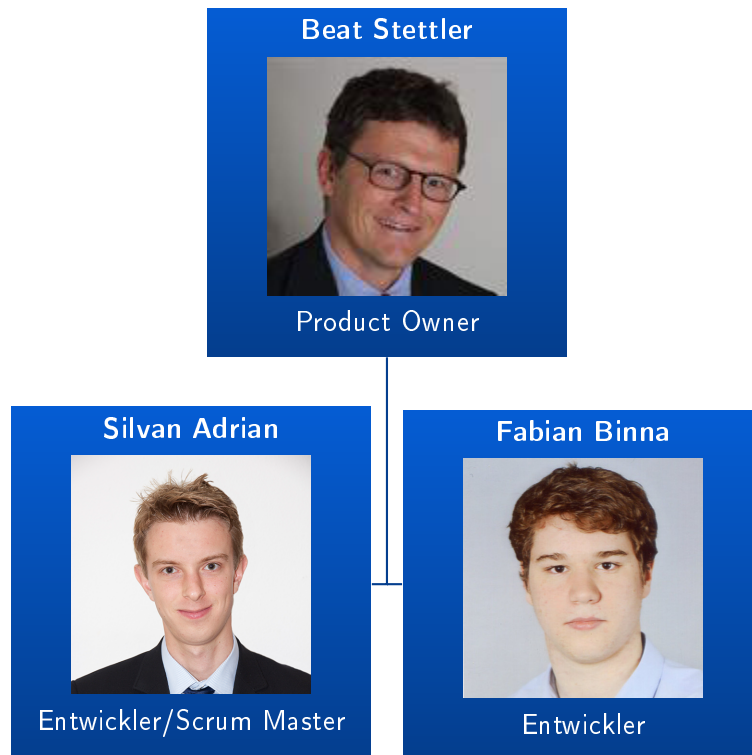 Beat Stettler
Product Owner
Silvan Adrian
Entwickler/Scrum Master
Fabian Binna
Entwickler